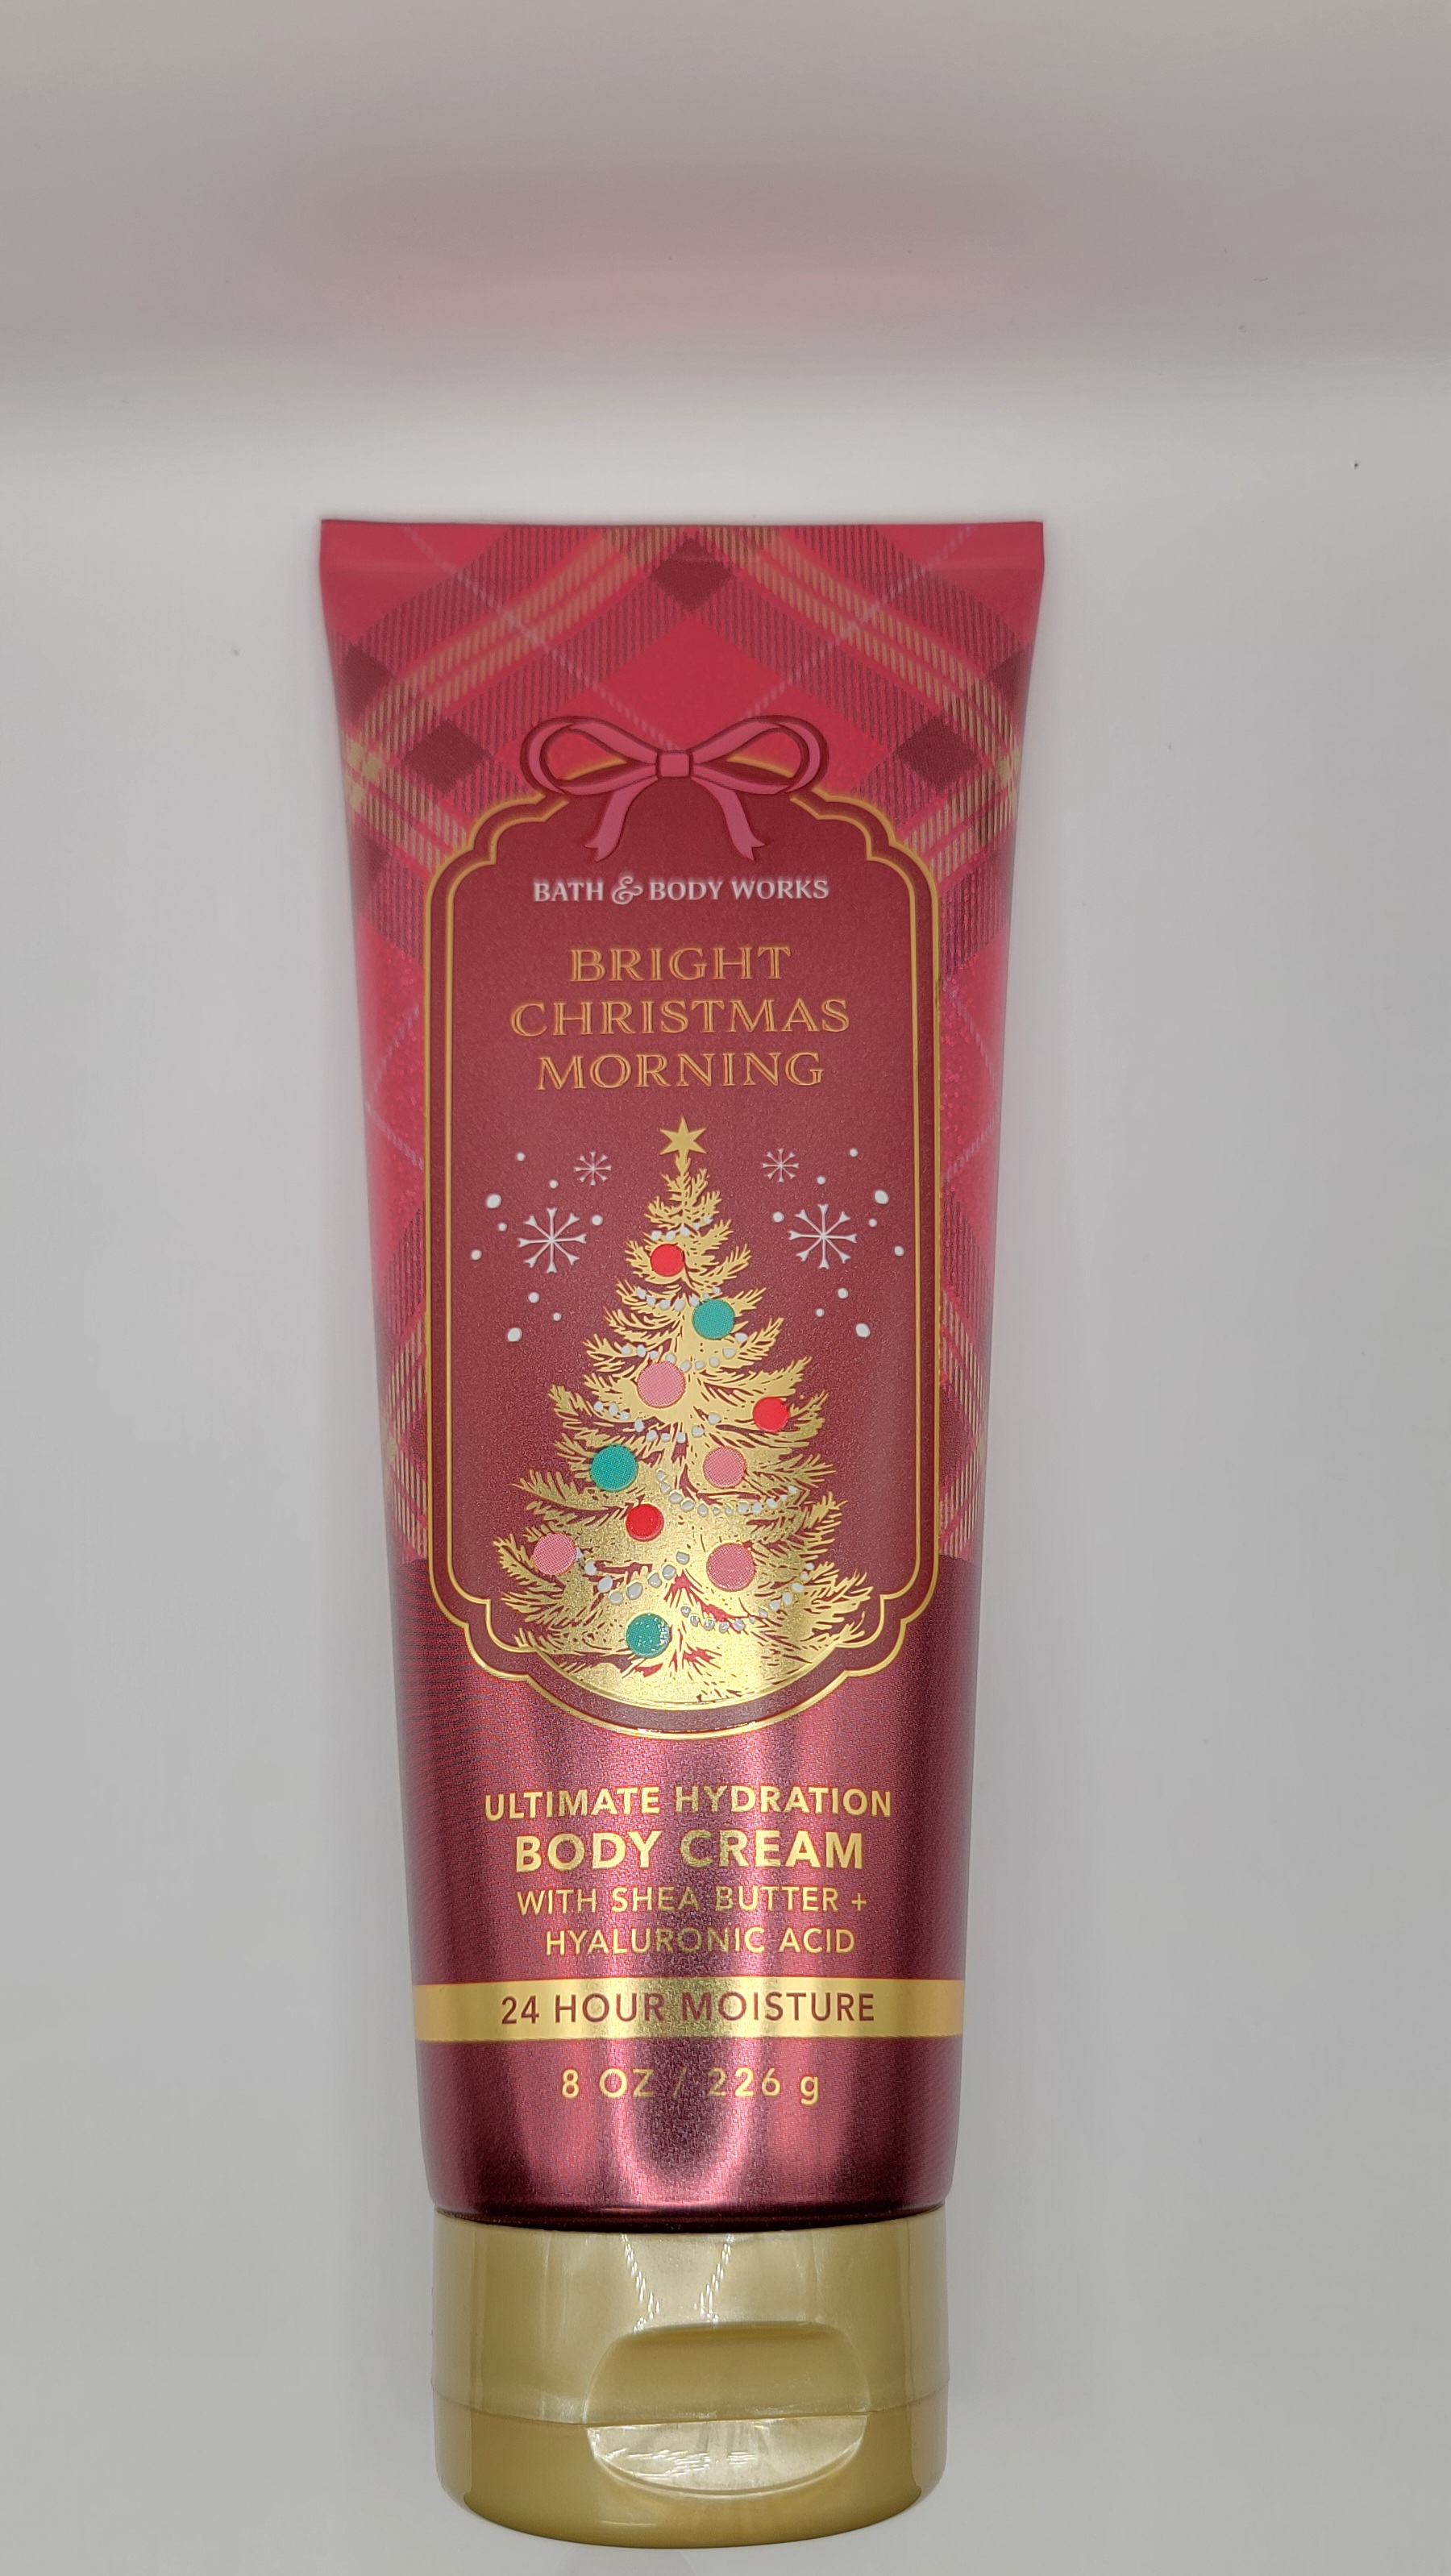 BATH & BODY WORKS
BRIGHT
CHRISTMAS
MORNING
ULTIMATE HYDRATION
BODY CREAM
WITH SHEA BUTTER +
HYALURONIC ACID
24 HOUR MOISTURE
8 OZ / 226 g